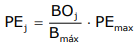 PEⱼ = BOⱼ / Bmáx · PEmax